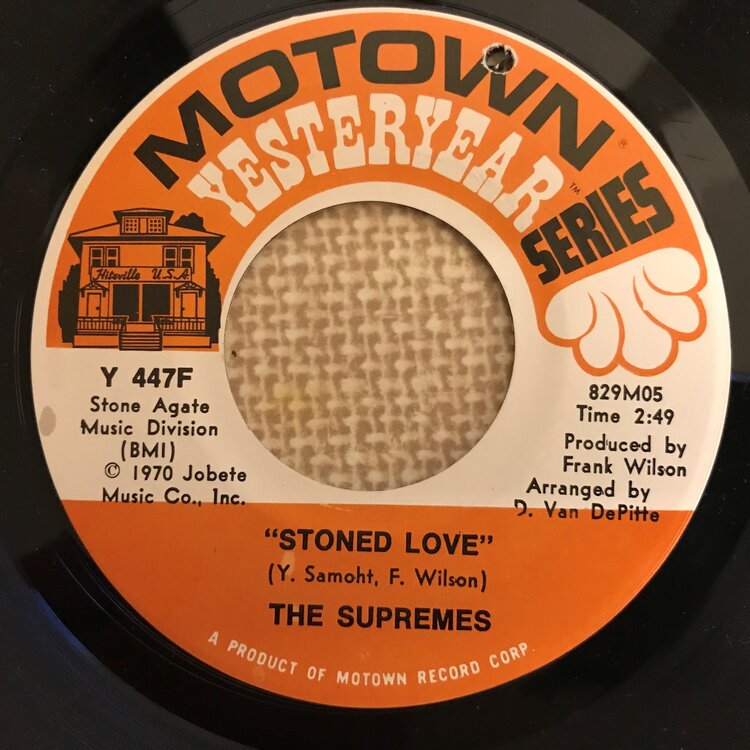 MOTOWN®
YESTERYEAR™
SERIES
Hitsville U.S.A.
Y 447F
Stone Agate
Music Division
(BMI)
© 1970 Jobete
Music Co., Inc.
829M05
Time 2:49
Produced by
Frank Wilson
Arranged by
D. Van DePitte
"STONED LOVE"
(Y. Samoht, F. Wilson)
THE SUPREMES
A PRODUCT OF MOTOWN RECORD CORP.